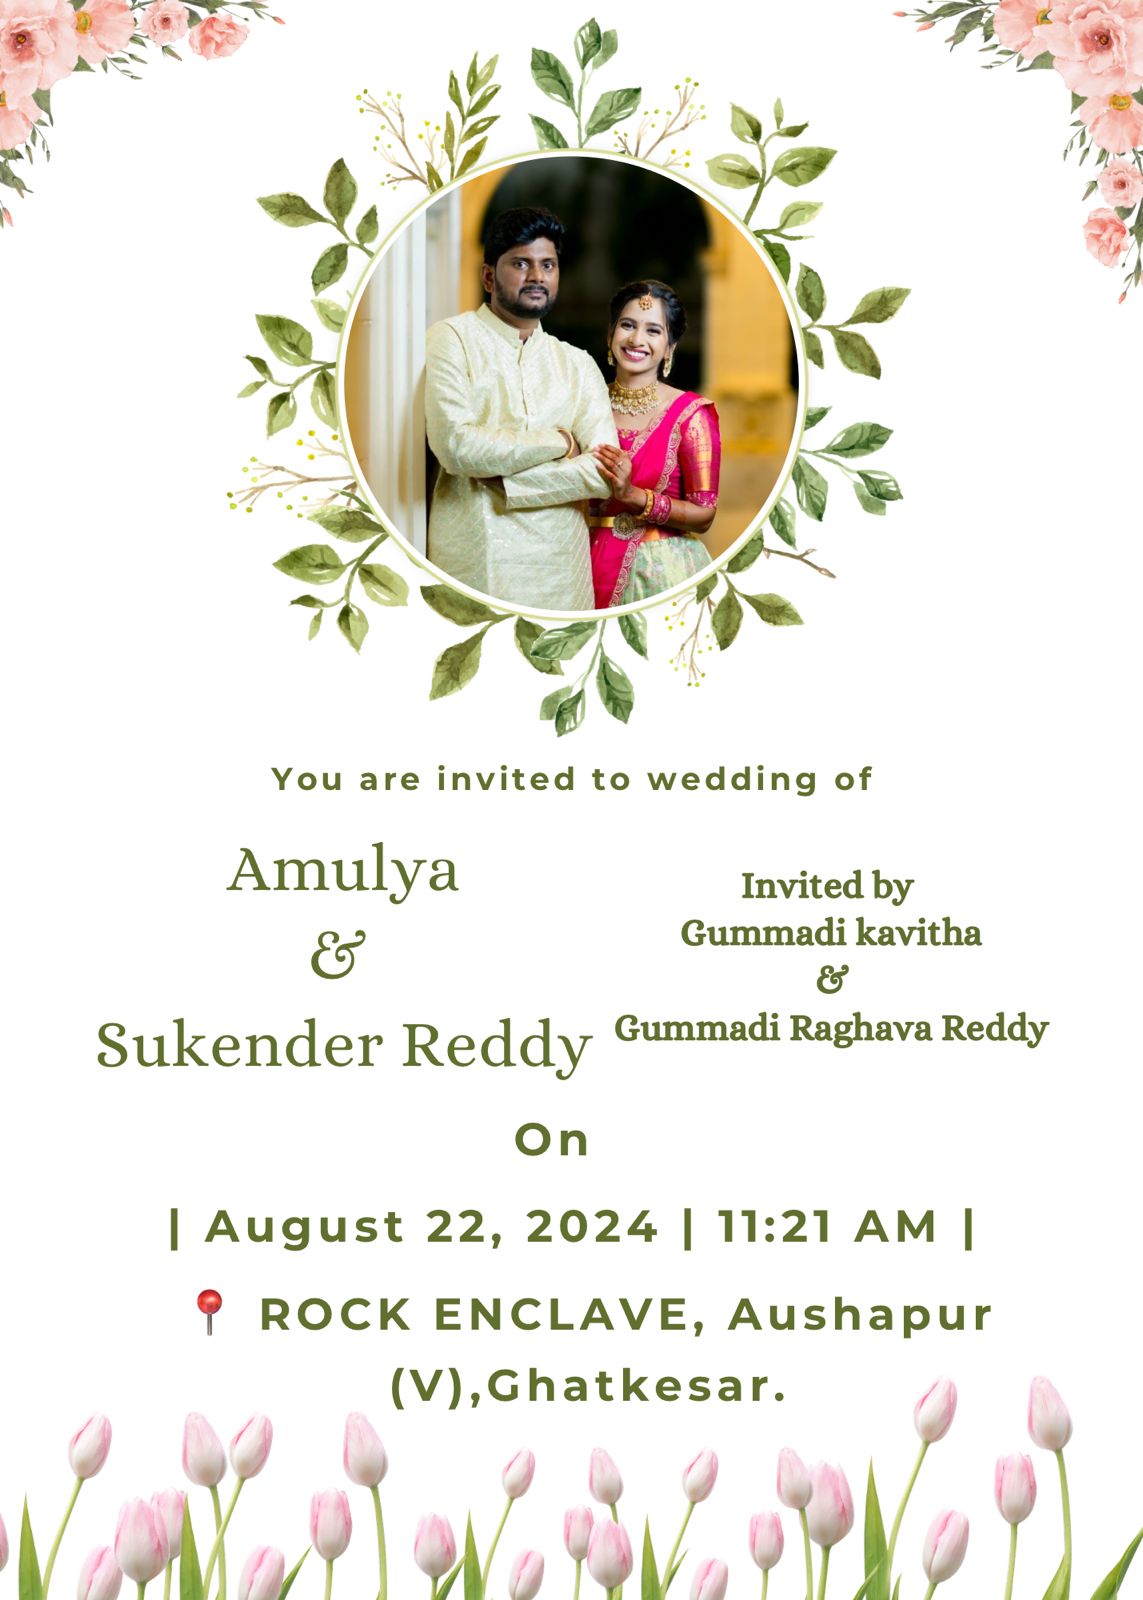 You are invited to wedding of
Amulya
&
Sukender Reddy
Invited by
Gummadi kavitha
&
Gummadi Raghava Reddy
On
| August 22, 2024 | 11:21 AM |
📍 ROCK ENCLAVE, Aushapur
(V),Ghatkesar.